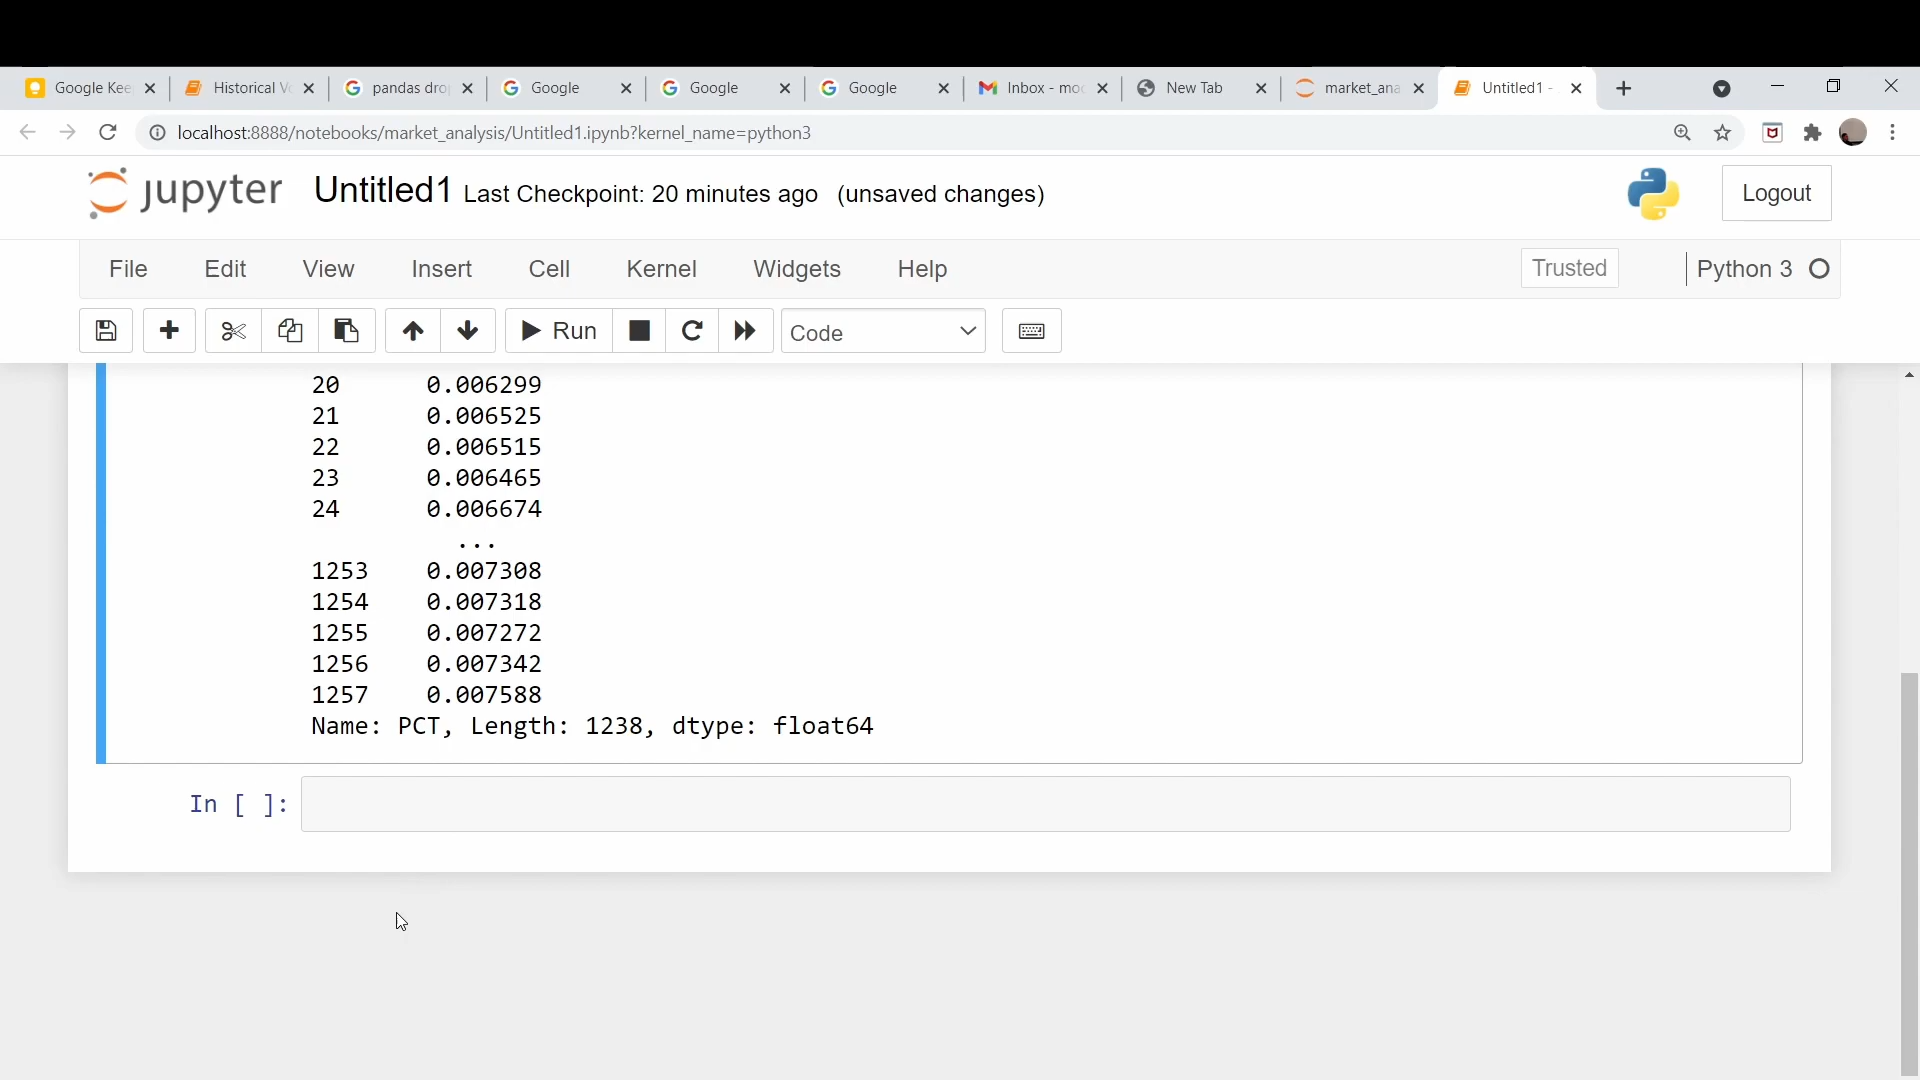 Google Kee
Historical V
pandas dro
Google
Google
Google
Inbox - mo
New Tab
market_ana
Untitled1 -
localhost:8888/notebooks/market_analysis/Untitled1.ipynb?kernel_name=python3
jupyter Untitled1 Last Checkpoint: 20 minutes ago (unsaved changes)
Logout
File Edit View Insert Cell Kernel Widgets Help
Trusted
Python 3
Run
Code
20 0.006299
21 0.006525
22 0.006515
23 0.006465
24 0.006674
...
1253 0.007308
1254 0.007318
1255 0.007272
1256 0.007342
1257 0.007588
Name: PCT, Length: 1238, dtype: float64
In [ ]: